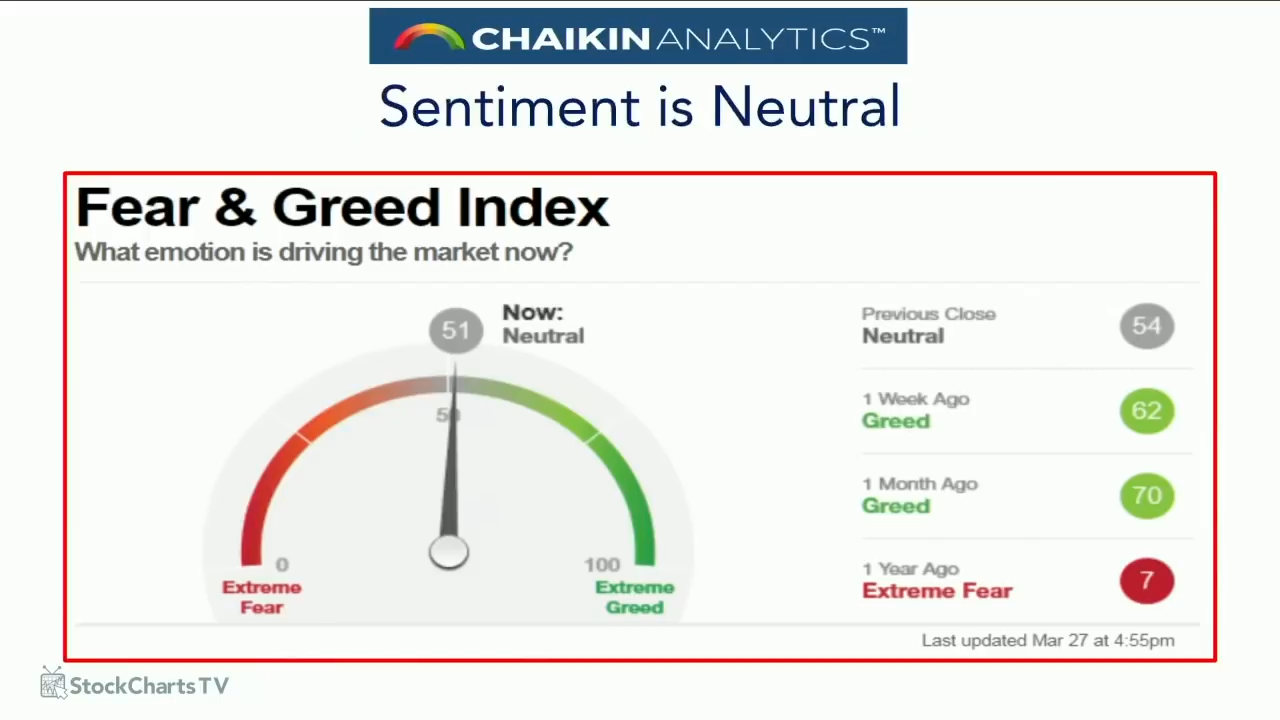 CHAIKIN ANALYTICS™
Sentiment is Neutral
Fear & Greed Index
What emotion is driving the market now?
51
Now:
Neutral
50
0
Extreme
Fear
100
Extreme
Greed
Previous Close
Neutral
54
1 Week Ago
Greed
62
1 Month Ago
Greed
70
1 Year Ago
Extreme Fear
7
Last updated Mar 27 at 4:55pm
StockCharts TV